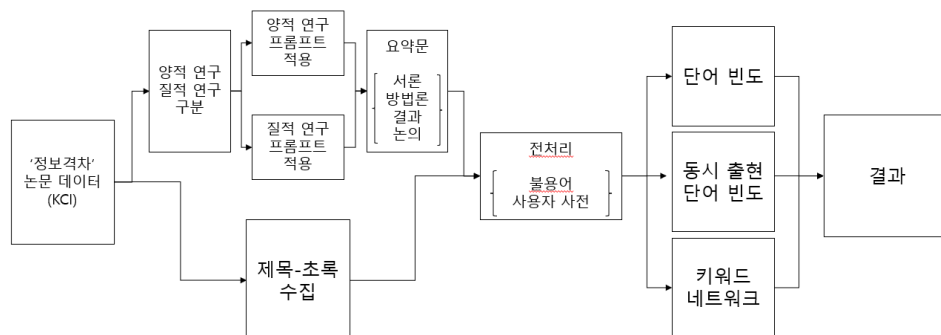 '정보격차'
논문 데이터
(KCI)
양적 연구
질적 연구
구분
양적 연구
프롬프트
적용
질적 연구
프롬프트
적용
요약문
서론
방법론
결과
논의
제목-초록
수집
전처리
불용어
사용자 사전
단어 빈도
동시 출현
단어 빈도
키워드
네트워크
결과